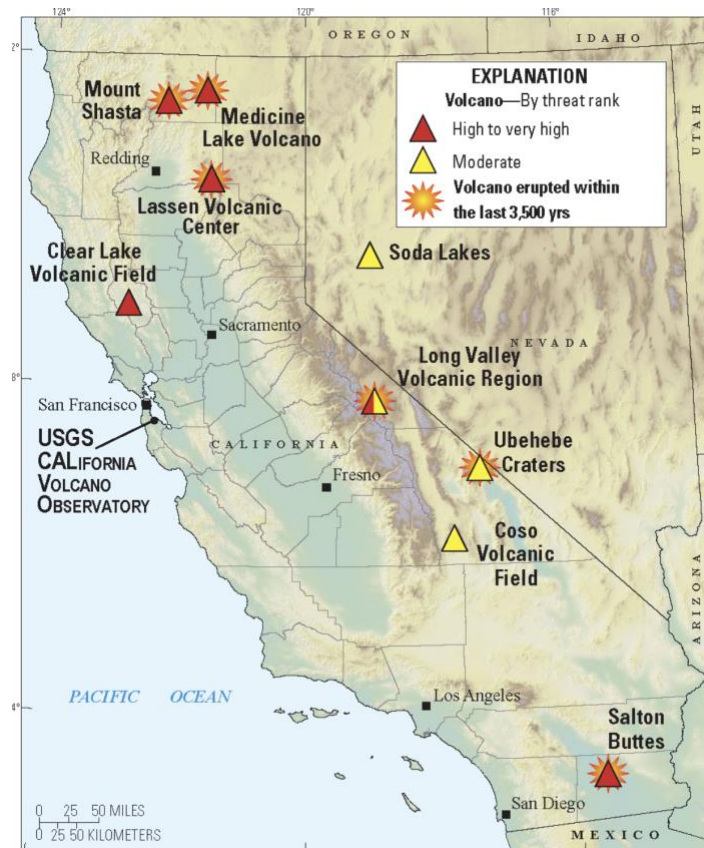 124°
120°
116°
2°
OREGON
IDAHO
EXPLANATION
Volcano—By threat rank
High to very high
Moderate
Volcano erupted within
the last 3,500 yrs
UTAH
Mount
Shasta
Medicine
Lake Volcano
Redding
Lassen Volcanic
Center
Clear Lake
Volcanic Field
Soda Lakes
Sacramento
NEVADA
8°
Long Valley
Volcanic Region
San Francisco
USGS
CALIFORNIA
VOLCANO
OBSERVATORY
CALIFORNIA
Fresno
Ubehebe
Craters
Coso
Volcanic
Field
ARIZONA
PACIFIC OCEAN
4°
Los Angeles
Salton
Buttes
San Diego
MEXICO
0 25 50 MILES
0 25 50 KILOMETERS